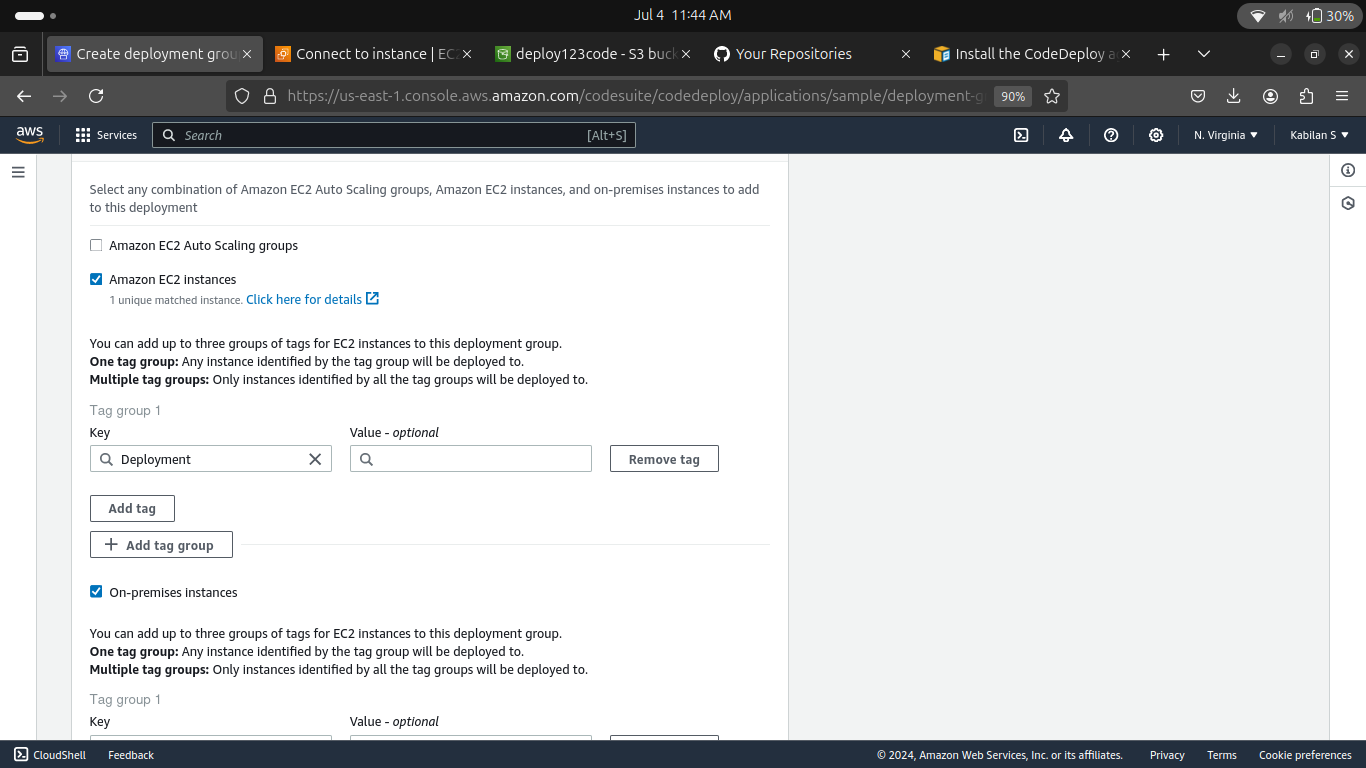 Jul 4 11:44 AM
30%
Create deployment grou
Connect to instance | EC2
deploy123code - S3 buck
Your Repositories
Install the CodeDeploy a
https://us-east-1.console.aws.amazon.com/codesuite/codedeploy/applications/sample/deployment-g
90%
aws
Services
Search
[Alt+S]
N. Virginia
Kabilan S
Select any combination of Amazon EC2 Auto Scaling groups, Amazon EC2 instances, and on-premises instances to add
to this deployment
Amazon EC2 Auto Scaling groups
Amazon EC2 instances
1 unique matched instance. Click here for details
You can add up to three groups of tags for EC2 instances to this deployment group.
One tag group: Any instance identified by the tag group will be deployed to.
Multiple tag groups: Only instances identified by all the tag groups will be deployed to.
Tag group 1
Key
Value - optional
Deployment
Remove tag
Add tag
Add tag group
On-premises instances
You can add up to three groups of tags for EC2 instances to this deployment group.
One tag group: Any instance identified by the tag group will be deployed to.
Multiple tag groups: Only instances identified by all the tag groups will be deployed to.
Tag group 1
Key
Value - optional
CloudShell
Feedback
© 2024, Amazon Web Services, Inc. or its affiliates.
Privacy
Terms
Cookie preferences